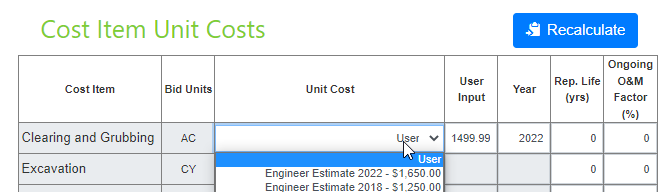 Cost Item Unit Costs
Recalculate
Cost Item Bid Units Unit Cost User Input Year Rep. Life (yrs) Ongoing O&M Factor (%)
Clearing and Grubbing AC User 1499.99 2022 0 0
User
Excavation CY 0 0
Engineer Estimate 2022 - $1,650.00
Engineer Estimate 2018 - $1,250.00